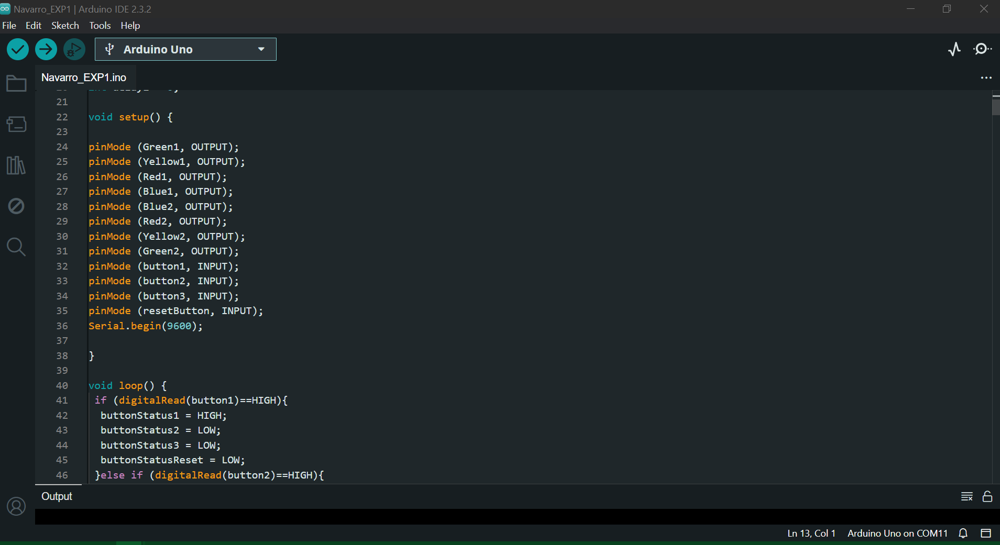 Navarro_EXP1 | Arduino IDE 2.3.2
File Edit Sketch Tools Help
Arduino Uno
Navarro_EXP1.ino
21
22 void setup() {
23
24 pinMode (Green1, OUTPUT);
25 pinMode (Yellow1, OUTPUT);
26 pinMode (Red1, OUTPUT);
27 pinMode (Blue1, OUTPUT);
28 pinMode (Blue2, OUTPUT);
29 pinMode (Red2, OUTPUT);
30 pinMode (Yellow2, OUTPUT);
31 pinMode (Green2, OUTPUT);
32 pinMode (button1, INPUT);
33 pinMode (button2, INPUT);
34 pinMode (button3, INPUT);
35 pinMode (resetButton, INPUT);
36 Serial.begin(9600);
37
38 }
39
40 void loop() {
41 if (digitalRead(button1)==HIGH){
42 buttonStatus1 = HIGH;
43 buttonStatus2 = LOW;
44 buttonStatus3 = LOW;
45 buttonStatusReset = LOW;
46 }else if (digitalRead(button2)==HIGH){
Output
Ln 13, Col 1 Arduino Uno on COM11